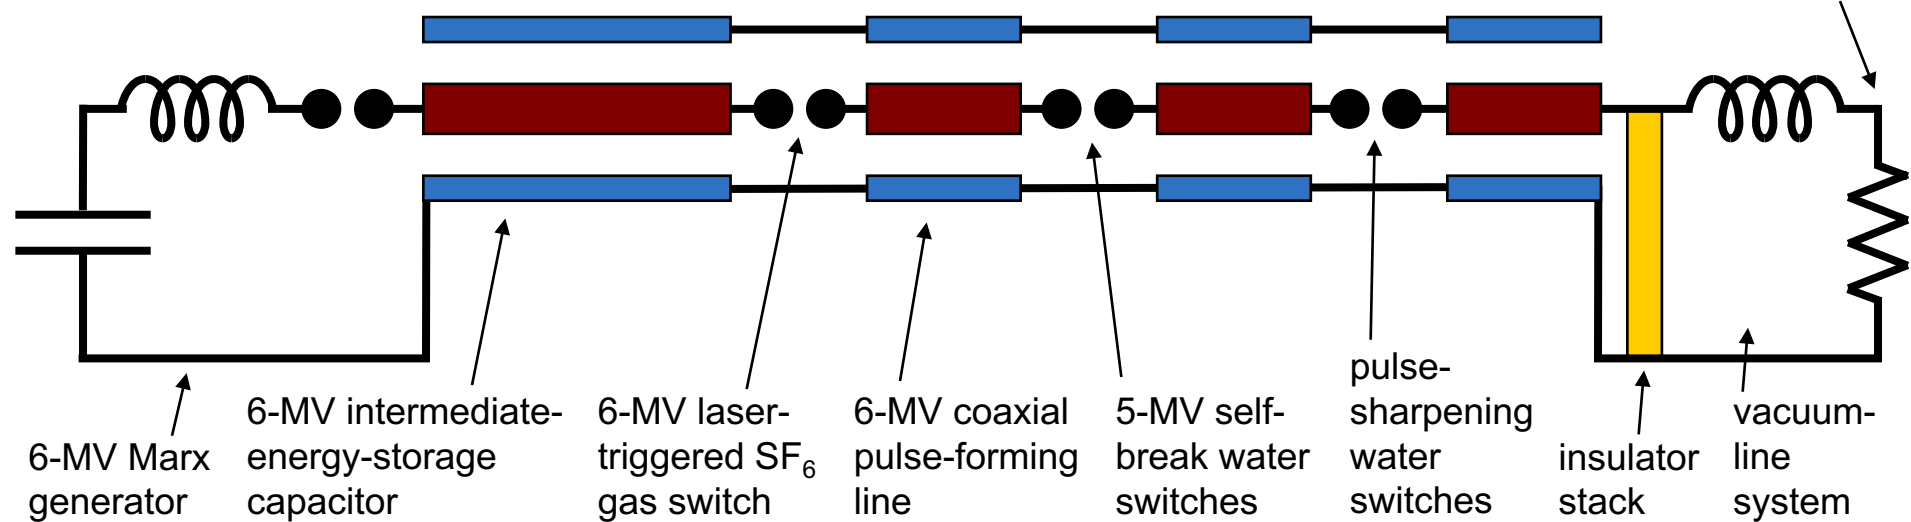 6-MV Marx
generator
6-MV intermediate-
energy-storage
capacitor
6-MV laser-
triggered SF₆
gas switch
6-MV coaxial
pulse-forming
line
5-MV self-
break water
switches
pulse-
sharpening
water
switches
insulator
stack
vacuum-
line
system